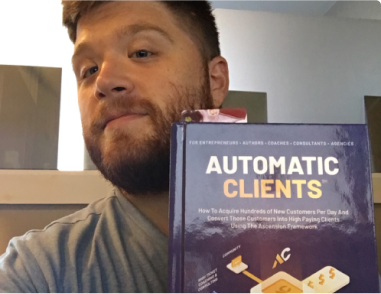 FOR ENTREPRENEURS • AUTHORS • COACHES • CONSULTANTS • AGENCIES
AUTOMATIC
CLIENTS™
How To Acquire Hundreds of New Customers Per Day And
Convert Those Customers Into High Paying Clients
Using The Ascension Framework
AC
$ $ $